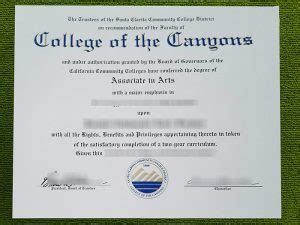 The Trustees of the Santa Clarita Community College District
on recommendation of the Faculty of
College of the Canyons
and under authorization granted by the Board of Governors of the
California Community Colleges have conferred the degree of
Associate in Arts
with a major emphasis in
upon
with all the Rights, Benefits and Privileges appertaining thereto in token
of the satisfactory completion of a two year curriculum.
Given this
President, Board of Trustees
Chancellor